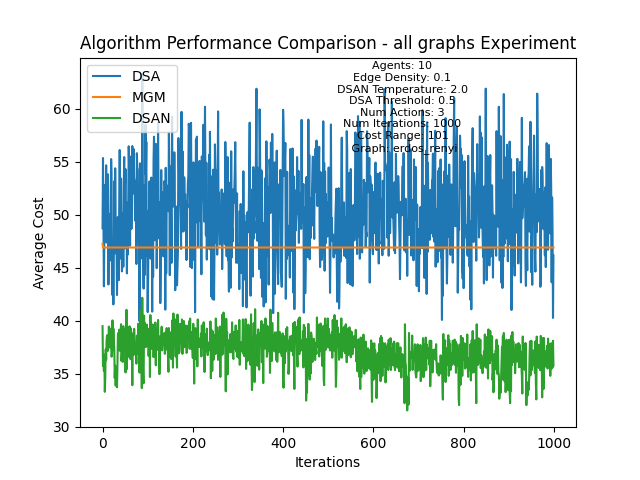 Algorithm Performance Comparison - all graphs Experiment
DSA
MGM
DSAN
Agents: 10
Edge Density: 0.1
DSAN Temperature: 2.0
DSA Threshold: 0.5
Num Actions: 3
Num Iterations: 1000
Cost Range: 101
Graph: erdos_renyi
Average Cost
60
55
50
45
40
35
30
0
200
400
600
800
1000
Iterations